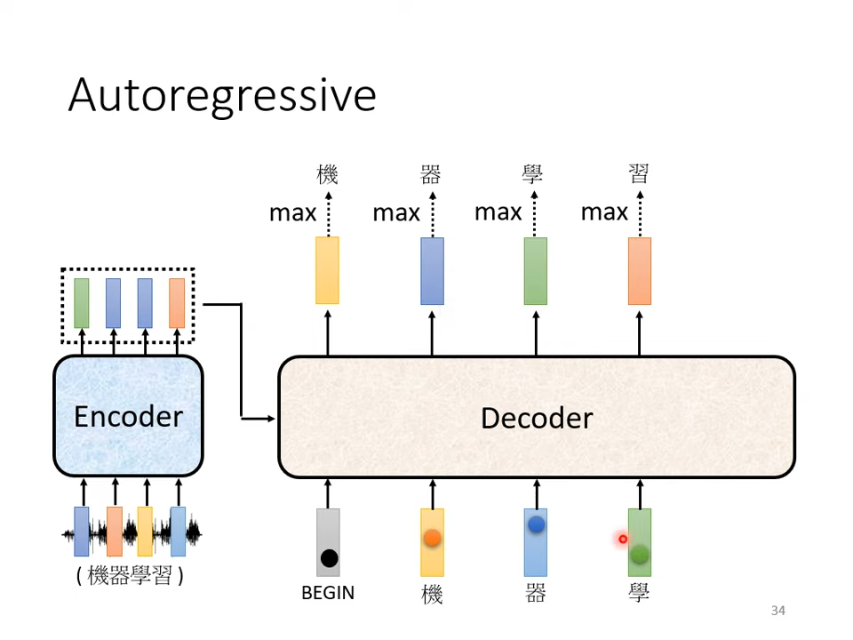 Autoregressive
機 器 學 習
max max max max
Encoder
Decoder
(機器學習)
BEGIN 機 器 學
34